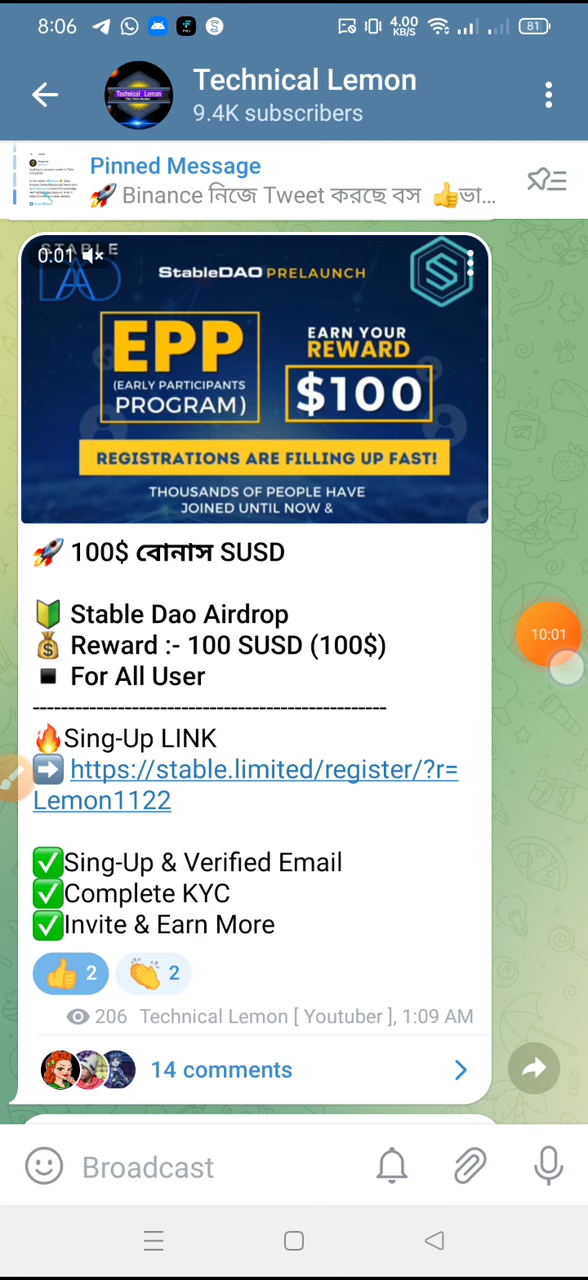 8:06
4.00
KB/S
81
Technical Lemon
9.4K subscribers
Pinned Message
🚀 Binance নিজে Tweet করছে বস 👍ভা...
0:01
STABLE
DAO
StableDAO PRELAUNCH
EPP
(EARLY PARTICIPANTS
PROGRAM)
EARN YOUR
REWARD
$100
REGISTRATIONS ARE FILLING UP FAST!
THOUSANDS OF PEOPLE HAVE
JOINED UNTIL NOW &
🚀 100$ বোনাস SUSD
🔰 Stable Dao Airdrop
💰 Reward :- 100 SUSD (100$)
▪️ For All User
-------------------------------------------------
🔥Sing-Up LINK
➡️ https://stable.limited/register/?r=
Lemon1122
✅Sing-Up & Verified Email
✅Complete KYC
✅Invite & Earn More
👍 2 👏 2
206 Technical Lemon [ Youtuber ], 1:09 AM
14 comments
10:01
Broadcast